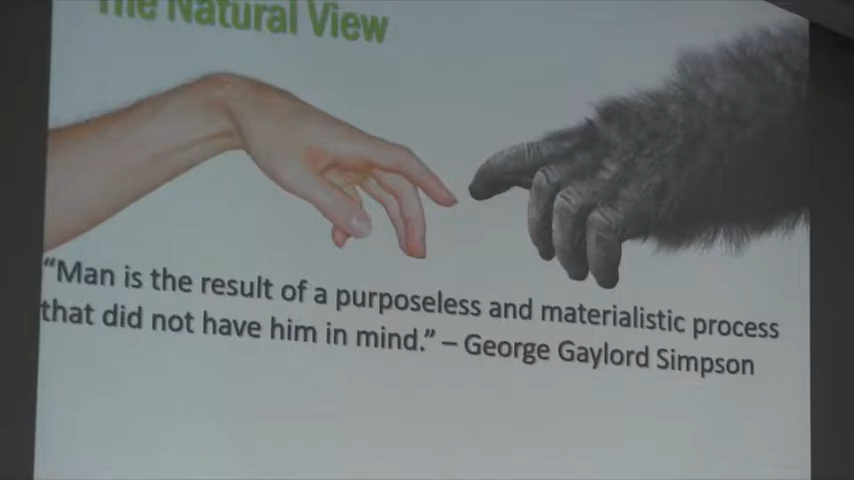 The Natural View
“Man is the result of a purposeless and materialistic process
that did not have him in mind.” – George Gaylord Simpson